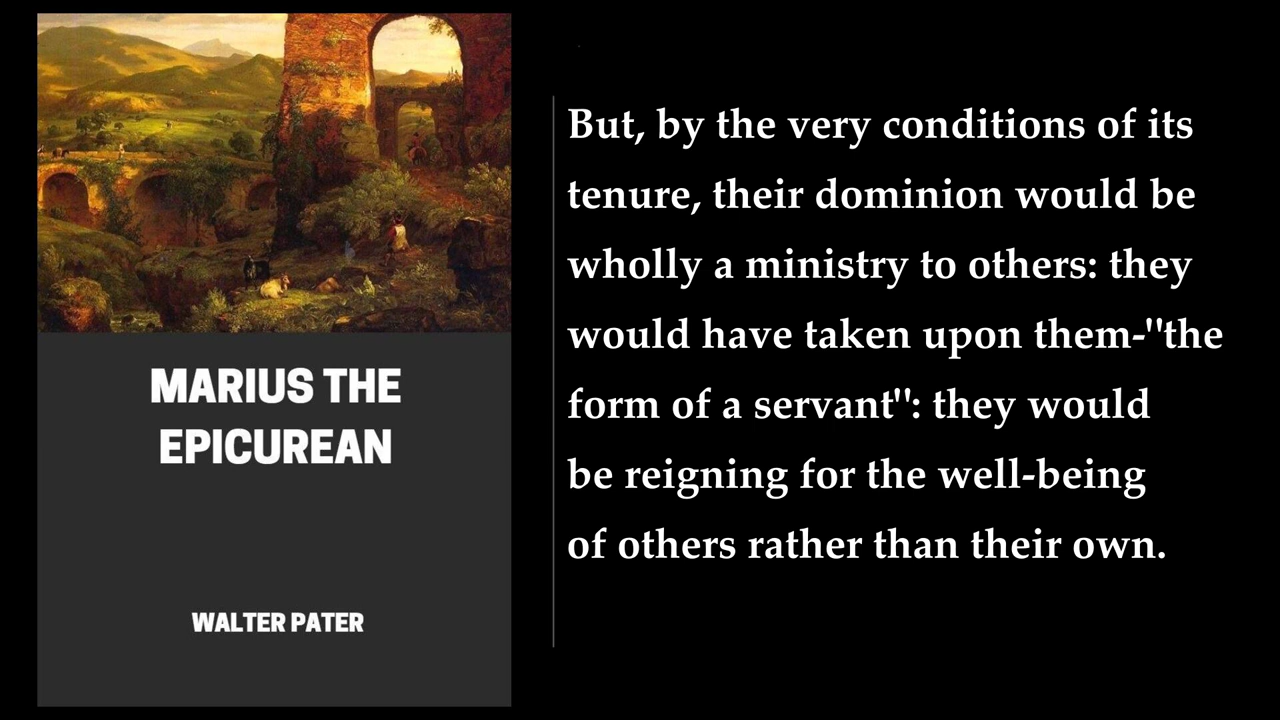 MARIUS THE
EPICUREAN
WALTER PATER
But, by the very conditions of its
tenure, their dominion would be
wholly a ministry to others: they
would have taken upon them-"the
form of a servant": they would
be reigning for the well-being
of others rather than their own.